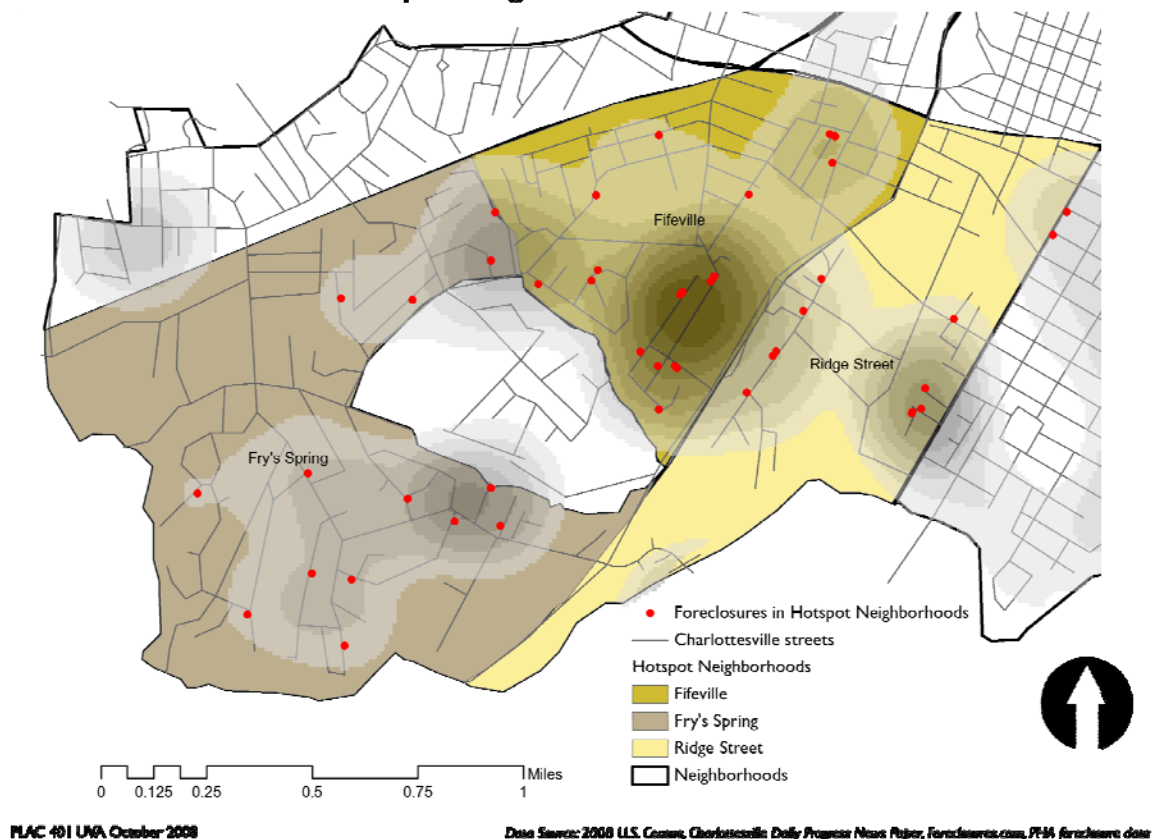 Fifeville
Ridge Street
Fry's Spring
Foreclosures in Hotspot Neighborhoods
Charlottesville streets
Hotspot Neighborhoods
Fifeville
Fry's Spring
Ridge Street
Neighborhoods
Miles
0 0.125 0.25 0.5 0.75 1
PLAC 401 UVA October 2008
Data Source: 2008 U.S. Census, Charlottesville Daily Progress News Paper, Foreclosures.com, PHA foreclosure data